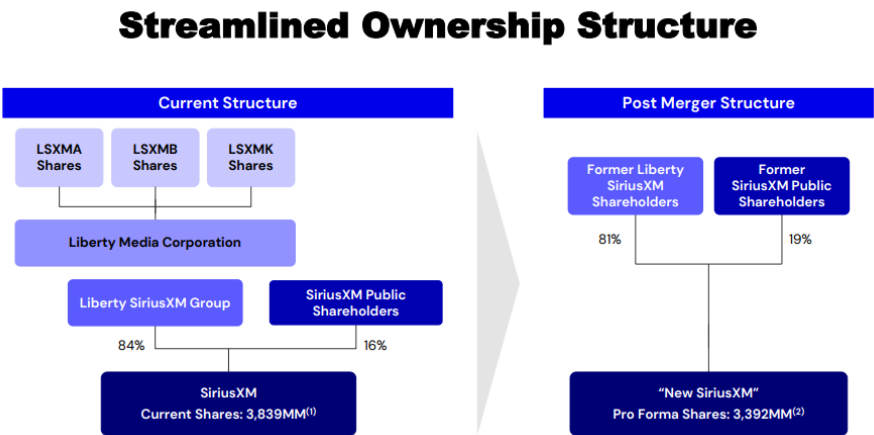 Streamlined Ownership Structure
Current Structure
LSXMA
Shares
LSXMB
Shares
LSXMK
Shares
Liberty Media Corporation
Liberty SiriusXM Group
SiriusXM Public
Shareholders
84%
16%
SiriusXM
Current Shares: 3,839MM(1)
Post Merger Structure
Former Liberty
SiriusXM
Shareholders
Former
SiriusXM Public
Shareholders
81%
19%
“New SiriusXM”
Pro Forma Shares: 3,392MM(2)